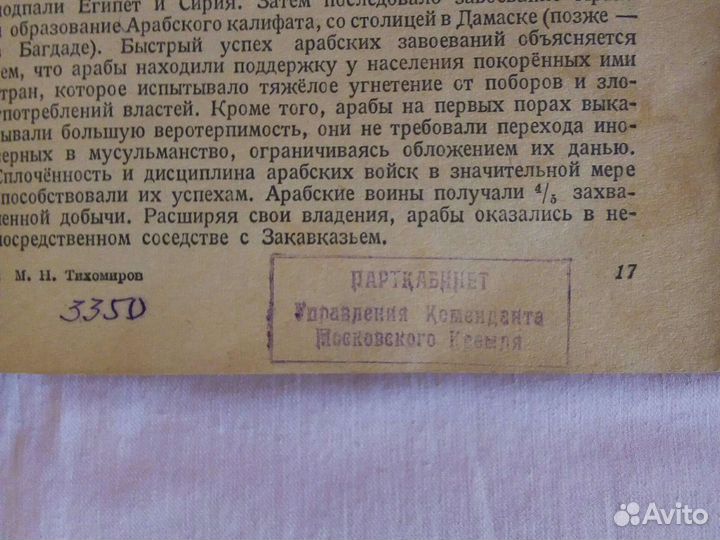 подпали Египет и Сирия. Затем последовало завоевание
и образование Арабского калифата, со столицей в Дамаске (позже —
в Багдаде). Быстрый успех арабских завоеваний объясняется
ем, что арабы находили поддержку у населения покорённых ими
тран, которое испытывало тяжёлое угнетение от поборов и зло-
употреблений властей. Кроме того, арабы на первых порах выка-
ывали большую веротерпимость, они не требовали перехода ино-
верных в мусульманство, ограничиваясь обложением их данью.
Сплочённость и дисциплина арабских войск в значительной мере
способствовали их успехам. Арабские воины получали 4/5 захва-
ченной добычи. Расширяя свои владения, арабы оказались в не-
посредственном соседстве с Закавказьем.
М. Н. Тихомиров
17
3350
ПАРТКАБИНЕТ
Управления Коменданта
Московского Кремля
Avito